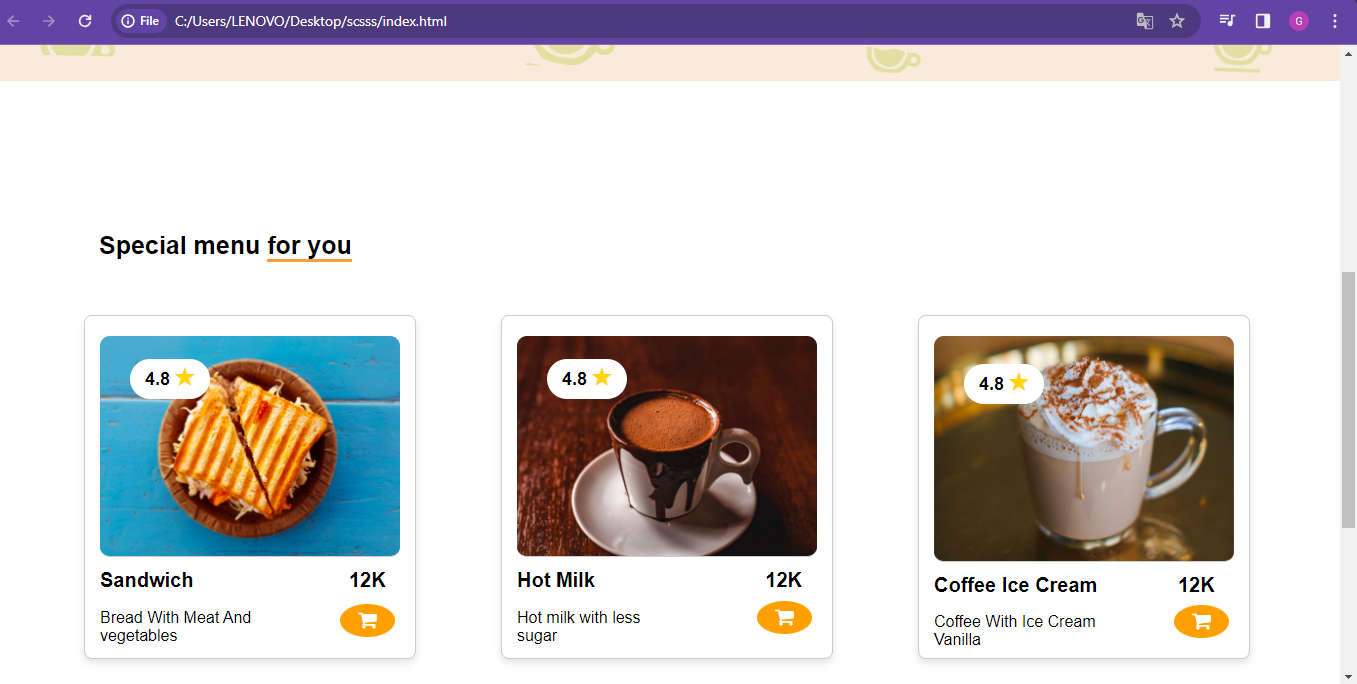 File C:/Users/LENOVO/Desktop/scsss/index.html G
Special menu for you
4.8
Sandwich 12K
Bread With Meat And
vegetables
4.8
Hot Milk 12K
Hot milk with less
sugar
4.8
Coffee Ice Cream 12K
Coffee With Ice Cream
Vanilla